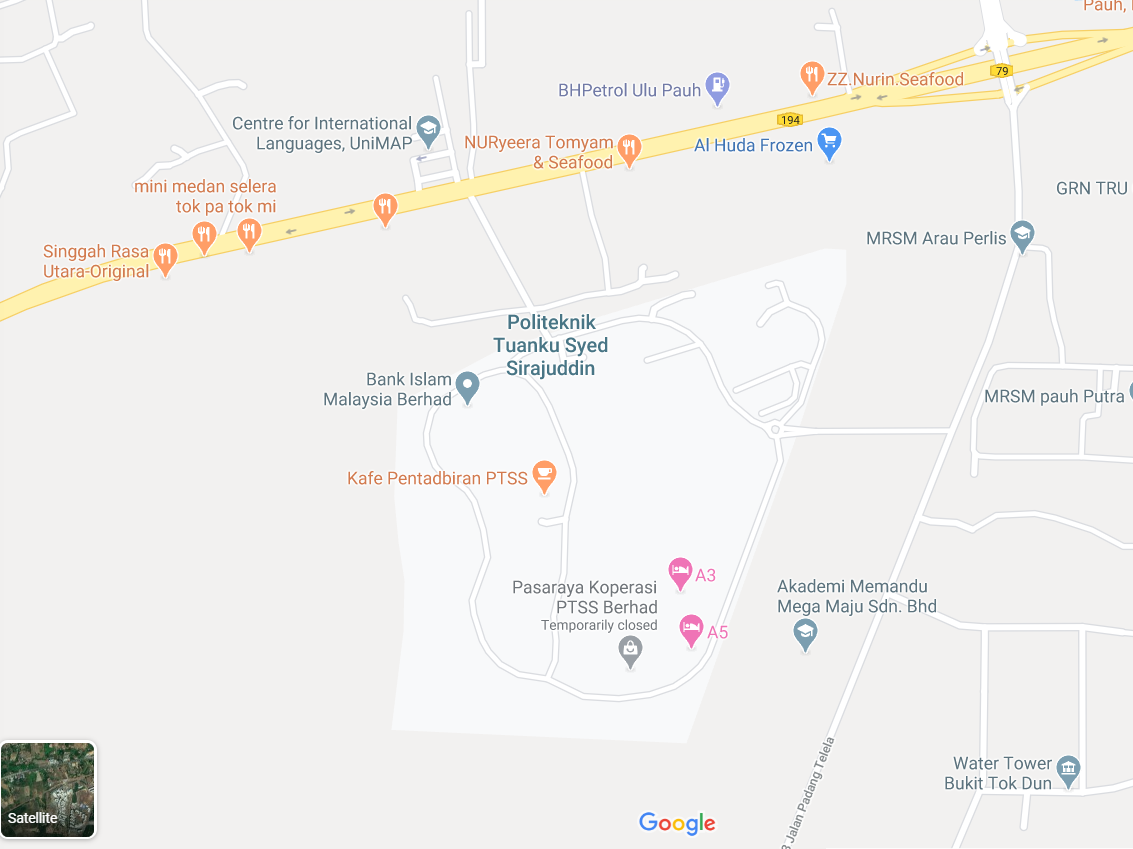 Pauh,
79
ZZ.Nurin.Seafood
BHPetrol Ulu Pauh
194
Centre for International
Languages, UniMAP
NURyeera Tomyam
& Seafood
Al Huda Frozen
mini medan selera
tok pa tok mi
GRN TRU
MRSM Arau Perlis
Singgah Rasa
Utara-Original
Politeknik
Tuanku Syed
Sirajuddin
Bank Islam
Malaysia Berhad
MRSM pauh Putra
Kafe Pentadbiran PTSS
A3
Pasaraya Koperasi
PTSS Berhad
Temporarily closed
A5
Akademi Memandu
Mega Maju Sdn. Bhd
Water Tower
Bukit Tok Dun
Jalan Padang Telela
Satellite
Google